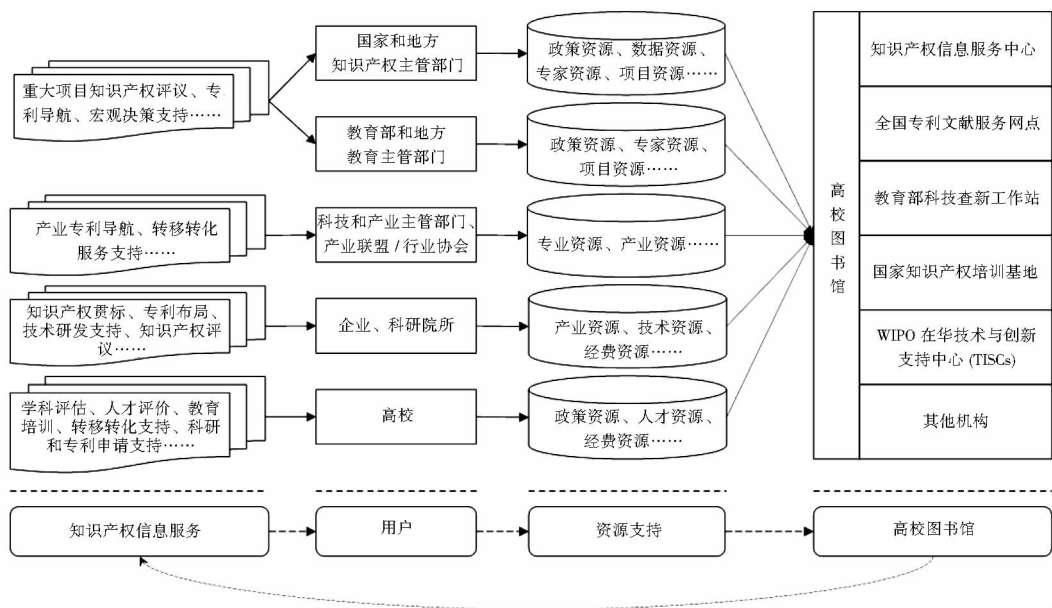 重大项目知识产权评议、专
利导航、宏观决策支持……
国家和地方
知识产权主管部门
政策资源、数据资源、
专家资源、项目资源……
教育部和地方
教育主管部门
政策资源、专家资源、
项目资源……
产业专利导航、转移转化
服务支持……
科技和产业主管部门、
产业联盟/行业协会
专业资源、产业资源……
知识产权贯标、专利布局、
技术研发支持、知识产权评
议……
企业、科研院所
产业资源、技术资源、
经费资源……
学科评估、人才评价、教育
培训、转移转化支持、科研
和专利申请支持……
高校
政策资源、人才资源、
经费资源……
高校图书馆
知识产权信息服务中心
全国专利文献服务网点
教育部科技查新工作站
国家知识产权培训基地
WIPO 在华技术与创新
支持中心 (TISCs)
其他机构
知识产权信息服务
用户
资源支持
高校图书馆